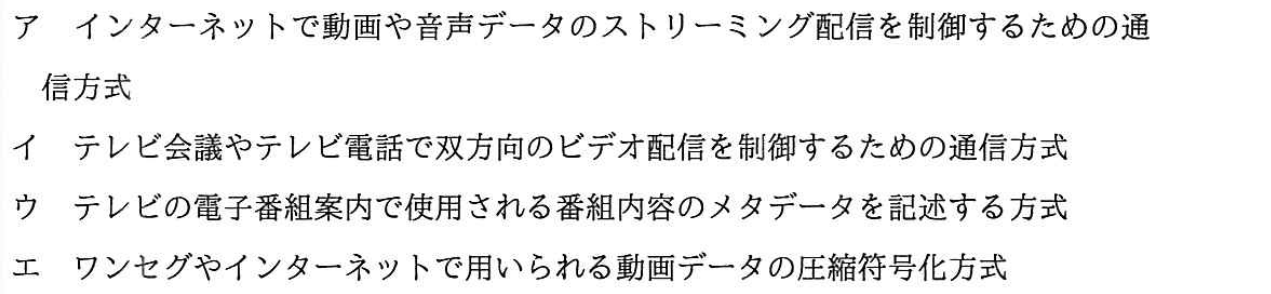 ア　インターネットで動画や音声データのストリーミング配信を制御するための通
信方式
イ　テレビ会議やテレビ電話で双方向のビデオ配信を制御するための通信方式
ウ　テレビの電子番組案内で使用される番組内容のメタデータを記述する方式
エ　ワンセグやインターネットで用いられる動画データの圧縮符号化方式